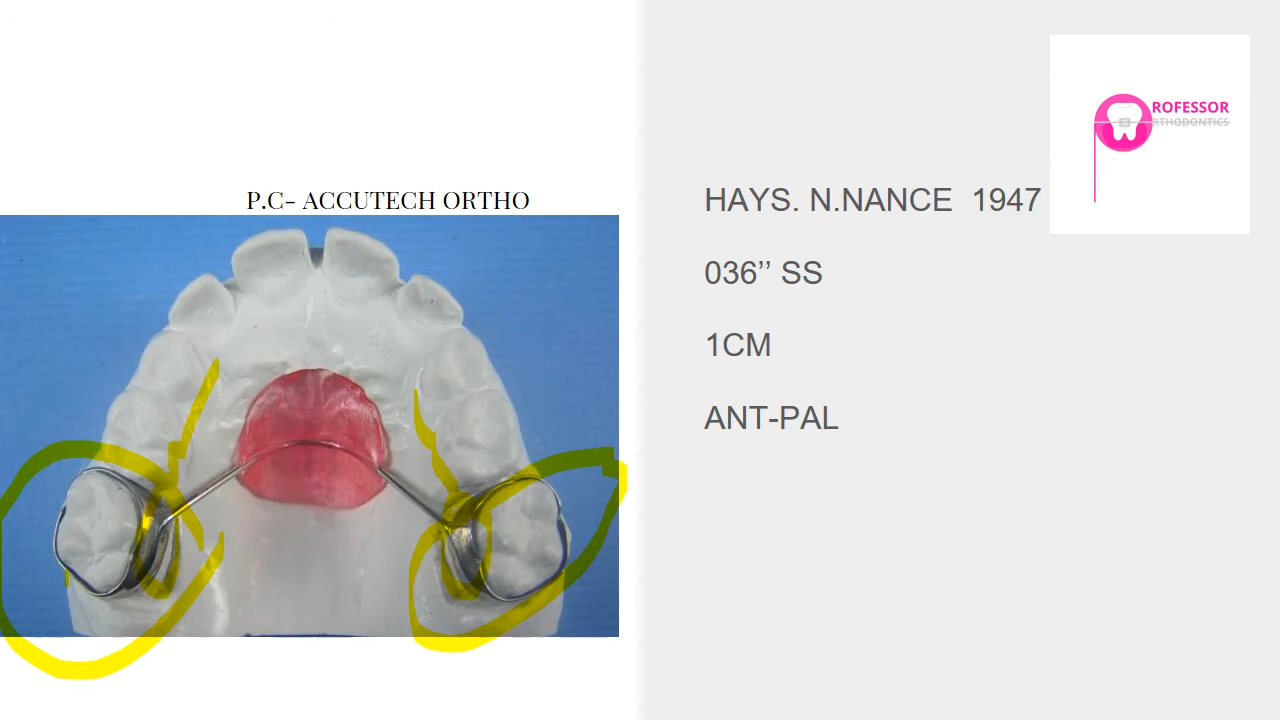 P.C- ACCUTECH ORTHO
ROFESSOR
RTHODONTICS
HAYS. N.NANCE 1947
036’’ SS
1CM
ANT-PAL